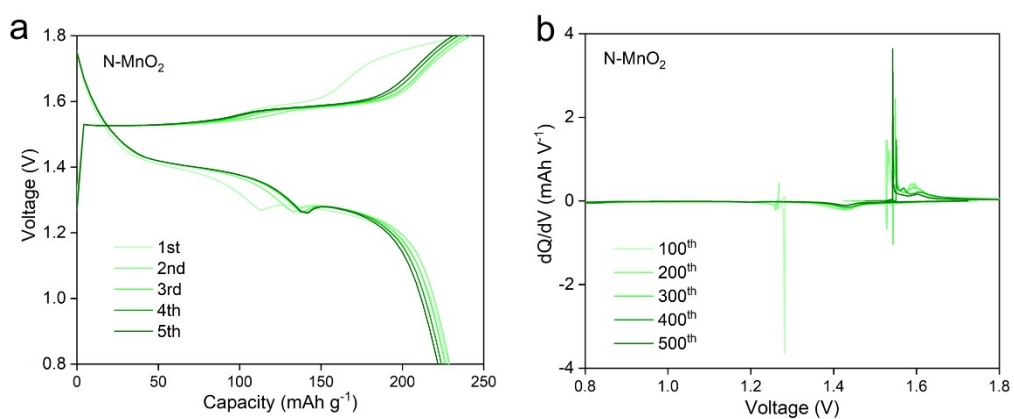 a
N-MnO₂
1.8
1.6
1.4
1.2
1.0
0.8
Voltage (V)
1st
2nd
3rd
4th
5th
0 50 100 150 200 250
Capacity (mAh g⁻¹)
b
N-MnO₂
4
2
0
-2
-4
dQ/dV (mAh V⁻¹)
100ᵗʰ
200ᵗʰ
300ᵗʰ
400ᵗʰ
500ᵗʰ
0.8 1.0 1.2 1.4 1.6 1.8
Voltage (V)